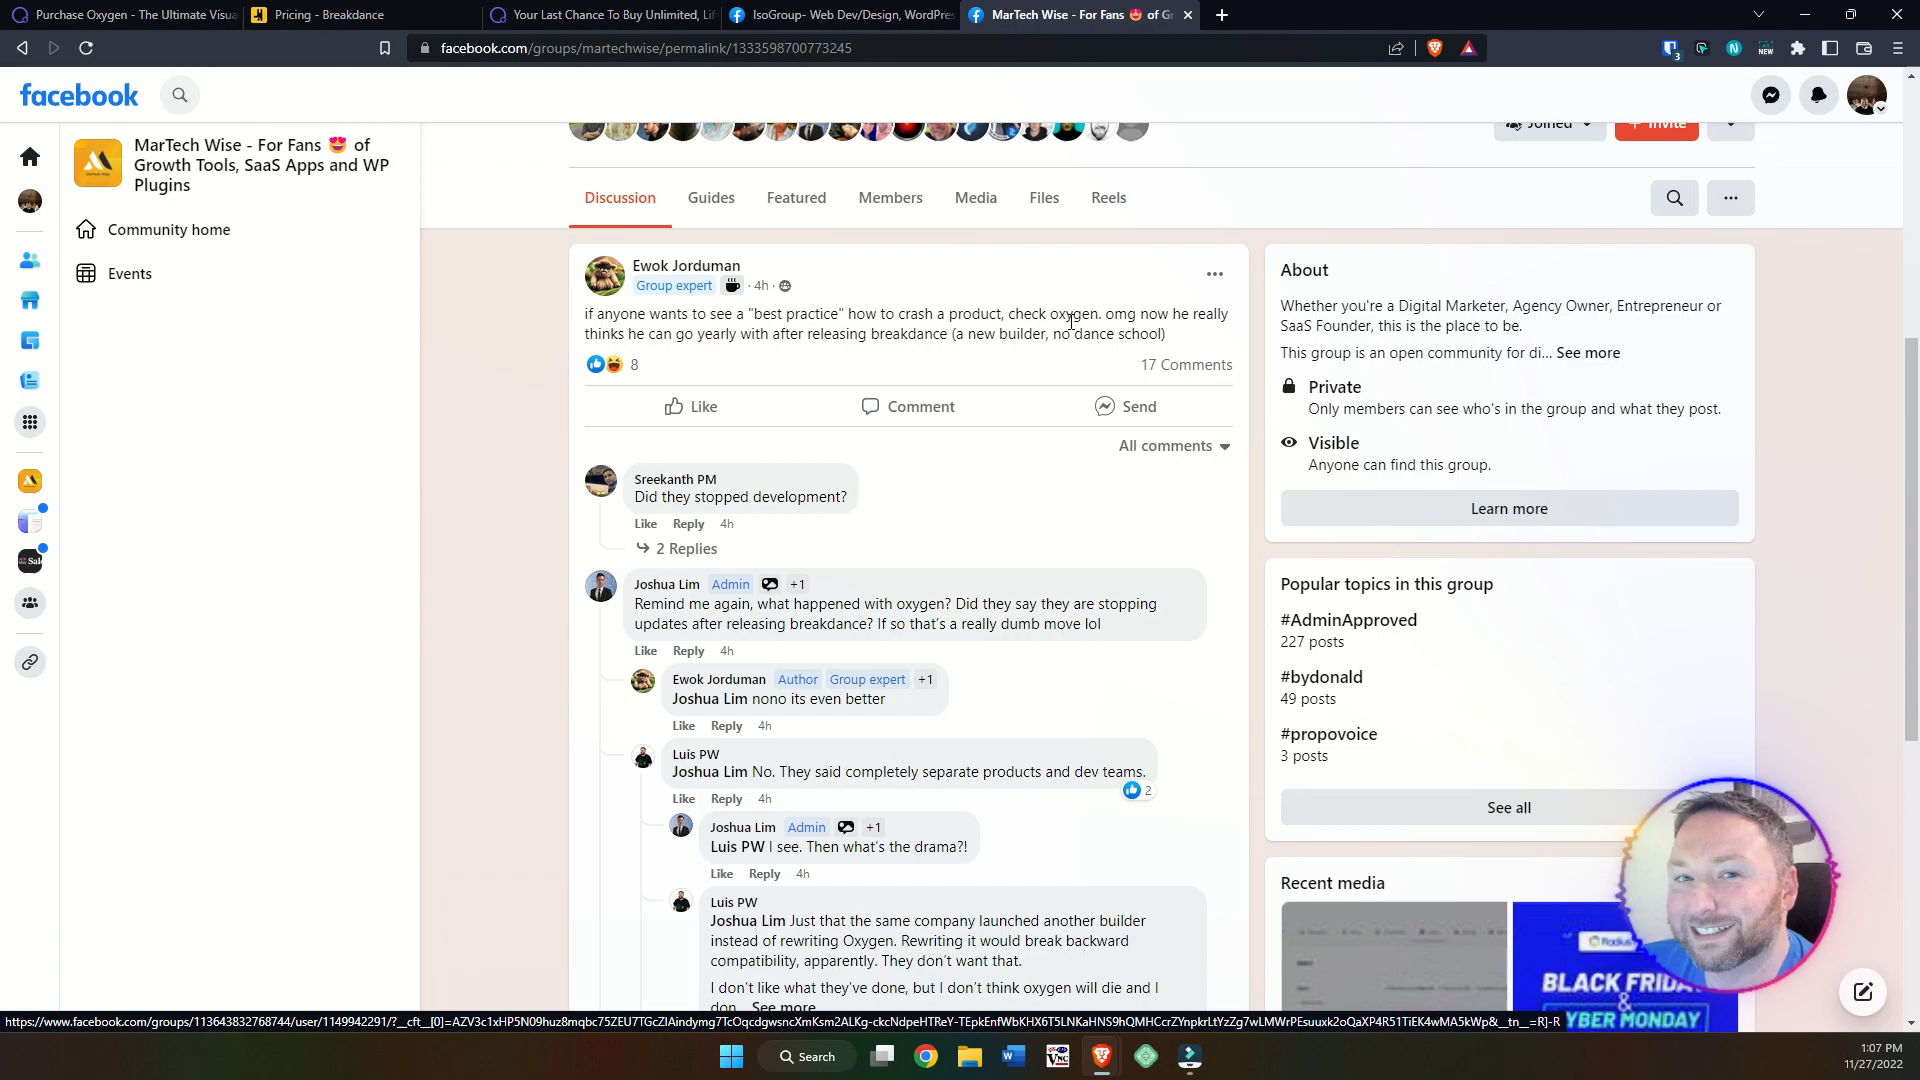 Purchase Oxygen - The Ultimate Visua
Pricing - Breakdance
Your Last Chance To Buy Unlimited, Lif
IsoGroup- Web Dev/Design, WordPres
MarTech Wise - For Fans 😍 of Gr
facebook.com/groups/martechwise/permalink/1333598700773245
3
NEW
facebook
MarTech Wise - For Fans 😍 of
Growth Tools, SaaS Apps and WP
Plugins
Community home
Events
Joined
+ Invite
Discussion
Guides
Featured
Members
Media
Files
Reels
Ewok Jorduman
Group expert · 4h ·
if anyone wants to see a "best practice" how to crash a product, check oxygen. omg now he really
thinks he can go yearly with after releasing breakdance (a new builder, no dance school)
8
17 Comments
Like
Comment
Send
All comments
Sreekanth PM
Did they stopped development?
Like Reply 4h
2 Replies
Joshua Lim Admin +1
Remind me again, what happened with oxygen? Did they say they are stopping
updates after releasing breakdance? If so that's a really dumb move lol
Like Reply 4h
Ewok Jorduman Author Group expert +1
Joshua Lim nono its even better
Like Reply 4h
Luis PW
Joshua Lim No. They said completely separate products and dev teams.
2
Like Reply 4h
Joshua Lim Admin +1
Luis PW I see. Then what's the drama?!
Like Reply 4h
Luis PW
Joshua Lim Just that the same company launched another builder
instead of rewriting Oxygen. Rewriting it would break backward
compatibility, apparently. They don't want that.
I don't like what they've done, but I don't think oxygen will die and I
don... See more
About
Whether you're a Digital Marketer, Agency Owner, Entrepreneur or
SaaS Founder, this is the place to be.
This group is an open community for di... See more
Private
Only members can see who's in the group and what they post.
Visible
Anyone can find this group.
Learn more
Popular topics in this group
#AdminApproved
227 posts
#bydonald
49 posts
#propovoice
3 posts
See all
Recent media
BLACK FRIDA
&
CYBER MONDAY
Search
1:07 PM
11/27/2022